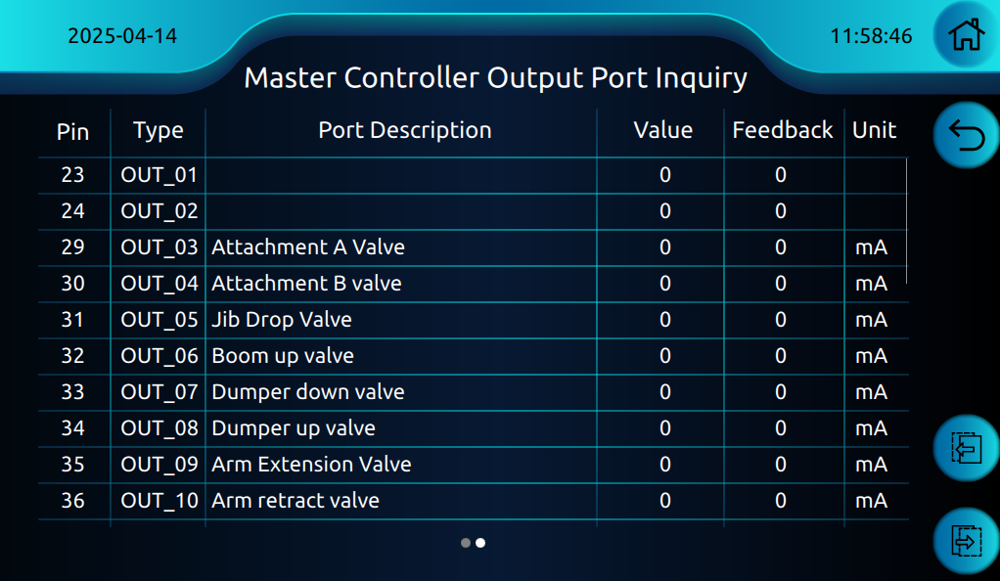 2025-04-14 11:58:46
Master Controller Output Port Inquiry
Pin Type Port Description Value Feedback Unit
23 OUT_01 0 0
24 OUT_02 0 0
29 OUT_03 Attachment A Valve 0 0 mA
30 OUT_04 Attachment B valve 0 0 mA
31 OUT_05 Jib Drop Valve 0 0 mA
32 OUT_06 Boom up valve 0 0 mA
33 OUT_07 Dumper down valve 0 0 mA
34 OUT_08 Dumper up valve 0 0 mA
35 OUT_09 Arm Extension Valve 0 0 mA
36 OUT_10 Arm retract valve 0 0 mA